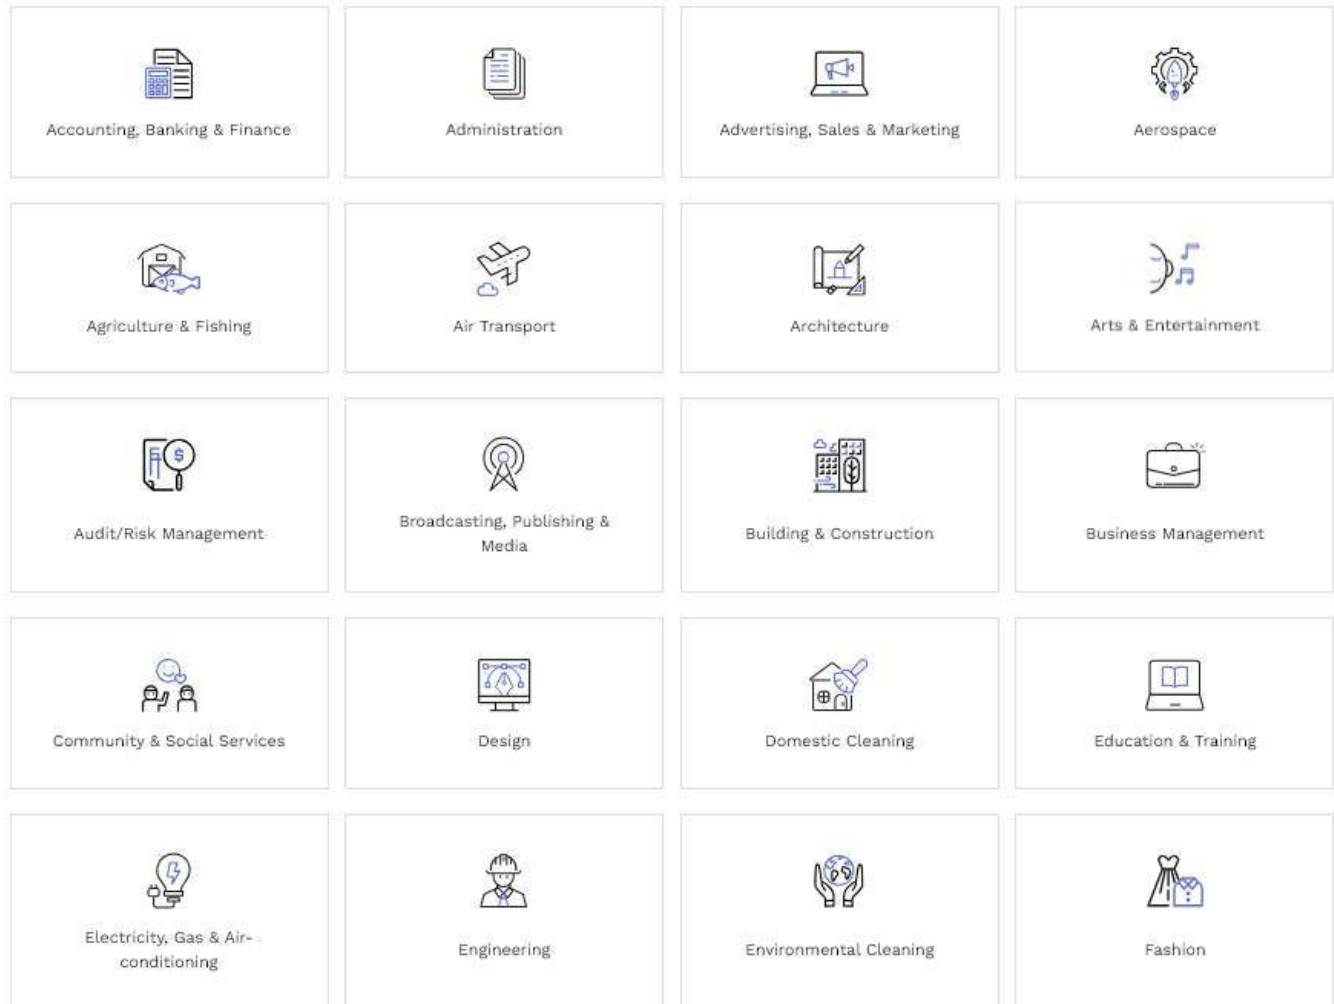 Accounting, Banking & Finance
Administration
Advertising, Sales & Marketing
Aerospace
Agriculture & Fishing
Air Transport
Architecture
Arts & Entertainment
Audit/Risk Management
Broadcasting, Publishing &
Media
Building & Construction
Business Management
Community & Social Services
Design
Domestic Cleaning
Education & Training
Electricity, Gas & Air-
conditioning
Engineering
Environmental Cleaning
Fashion